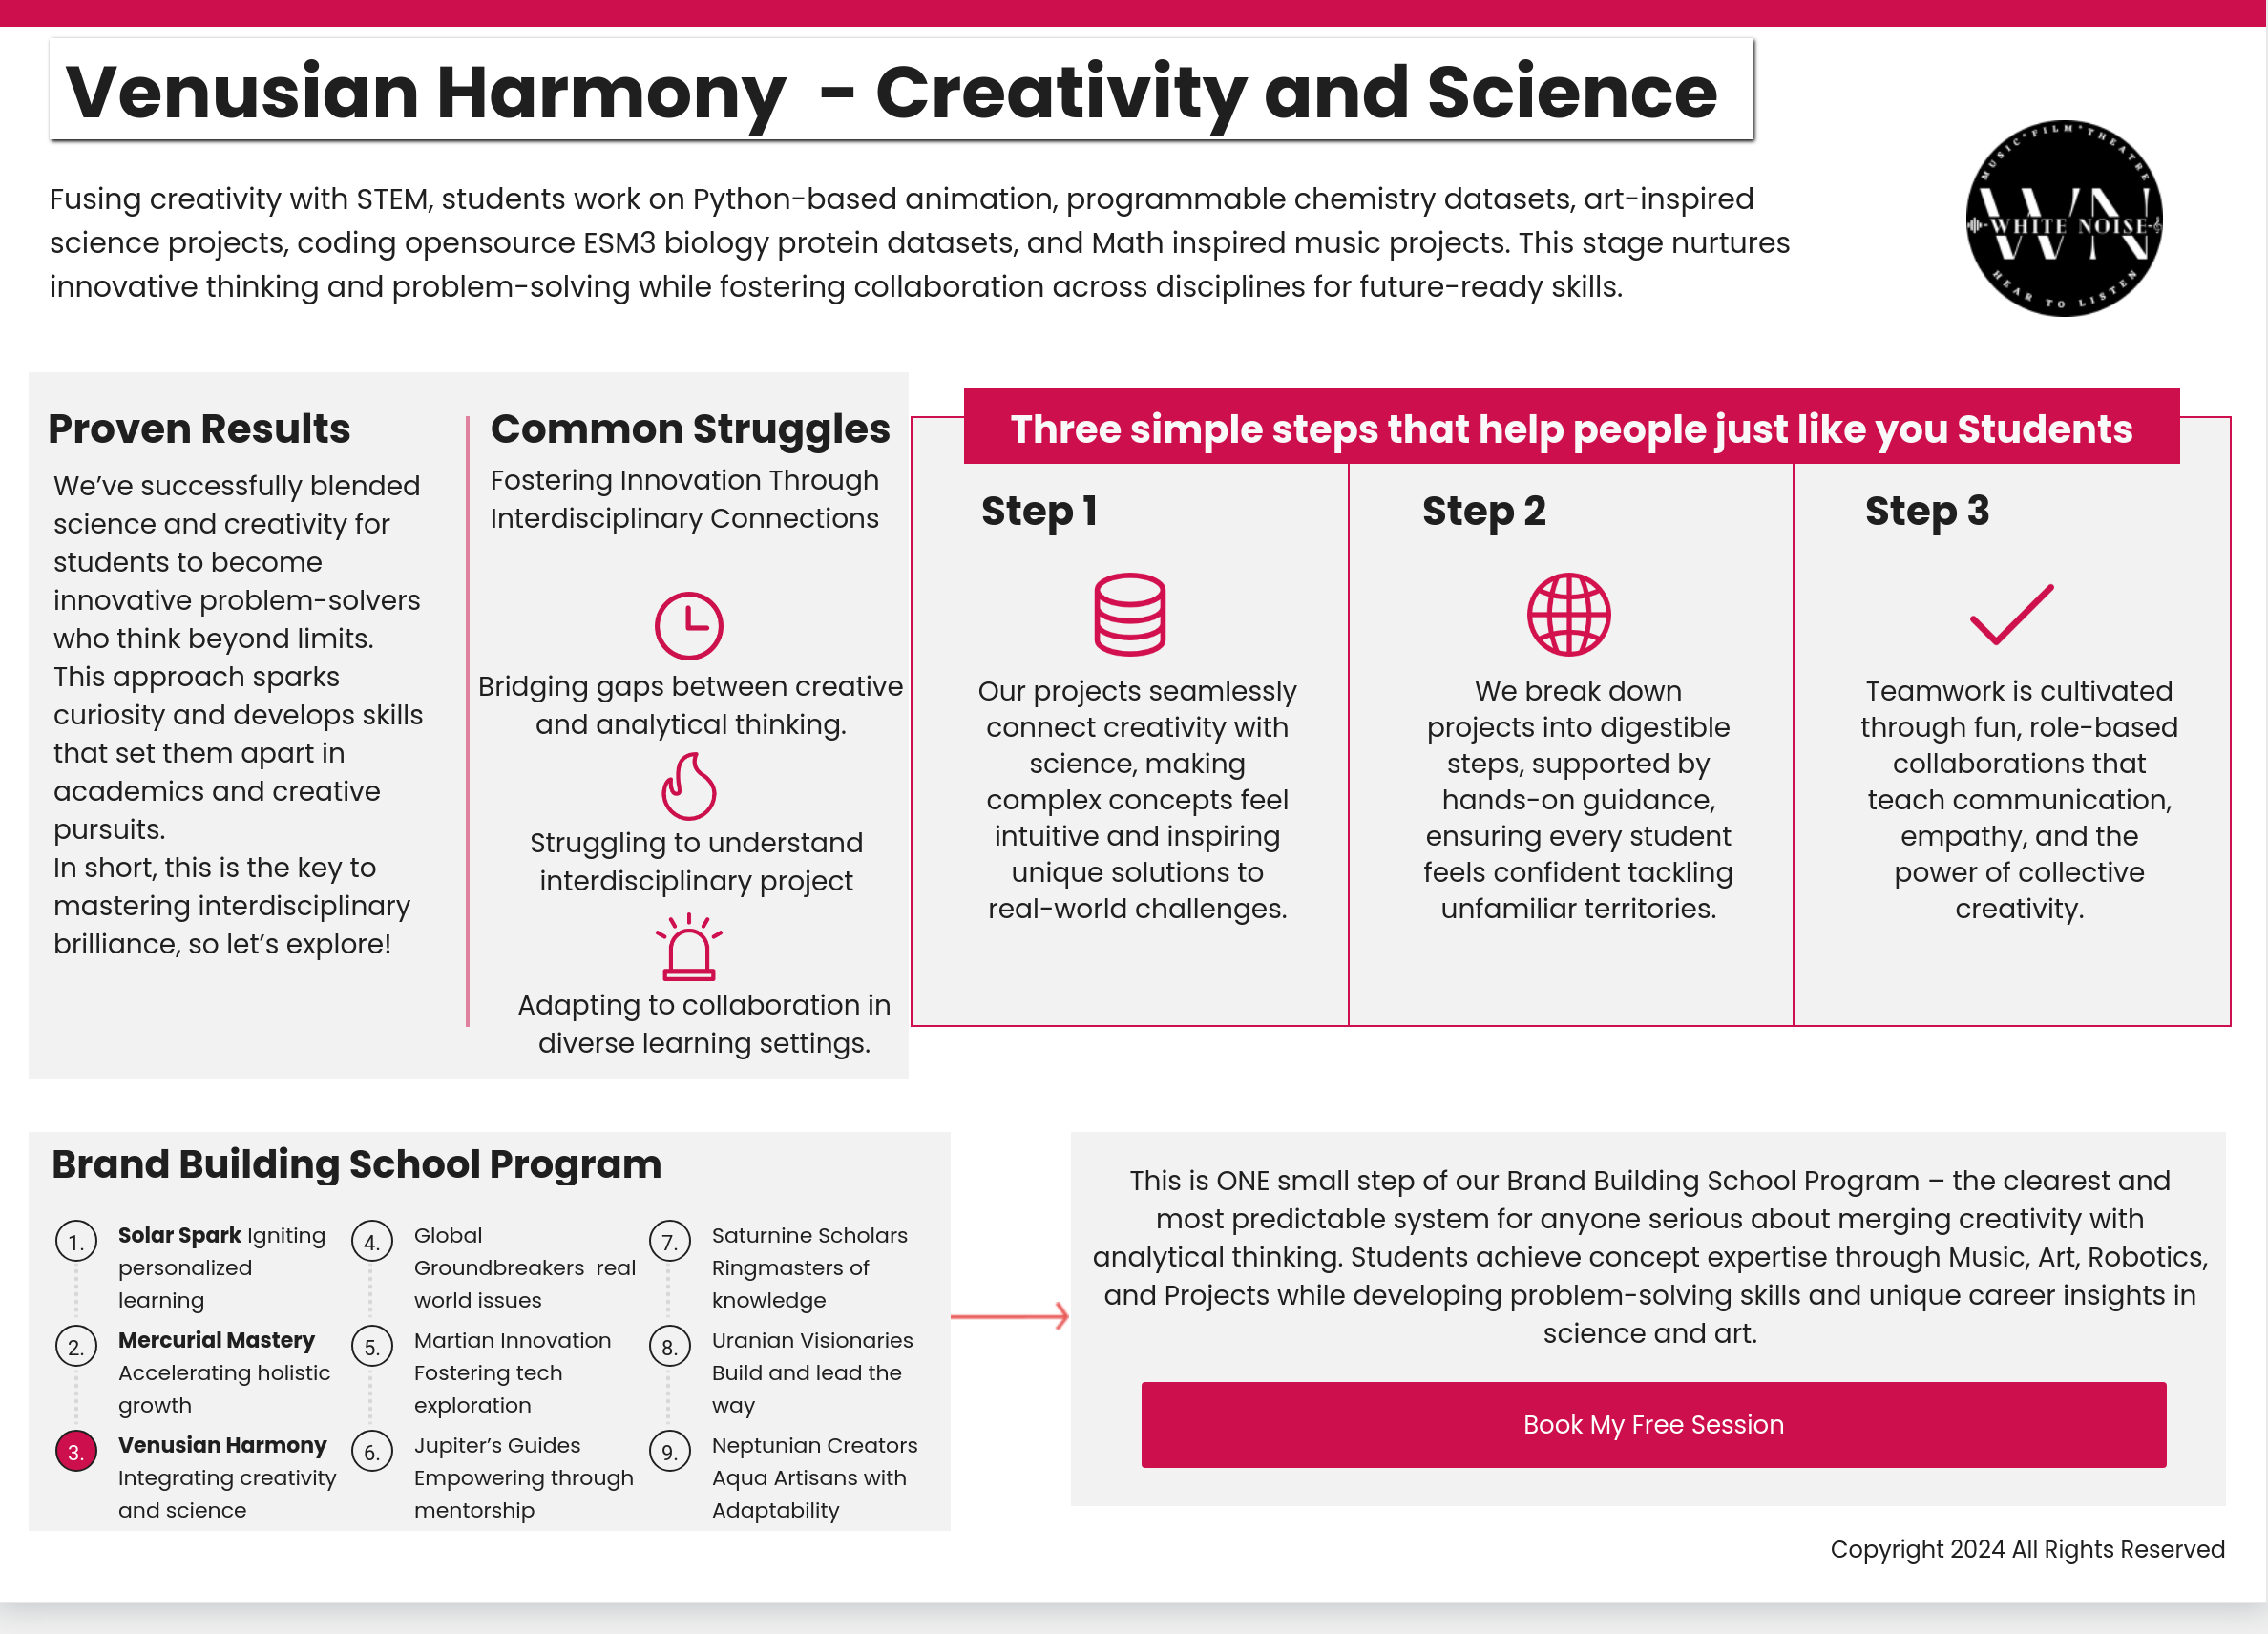 Venusian Harmony  - Creativity and Science
Fusing creativity with STEM, students work on Python-based animation, programmable chemistry datasets, art-inspired
science projects, coding opensource ESM3 biology protein datasets, and Math inspired music projects. This stage nurtures
innovative thinking and problem-solving while fostering collaboration across disciplines for future-ready skills.
MUSIC*FILM*THEATRE
WN
WHITE NOISE
HEAR TO LISTEN
Proven Results
We’ve successfully blended
science and creativity for
students to become
innovative problem-solvers
who think beyond limits.
This approach sparks
curiosity and develops skills
that set them apart in
academics and creative
pursuits.
In short, this is the key to
mastering interdisciplinary
brilliance, so let’s explore!
Common Struggles
Fostering Innovation Through
Interdisciplinary Connections
Bridging gaps between creative
and analytical thinking.
Struggling to understand
interdisciplinary project
Adapting to collaboration in
diverse learning settings.
Three simple steps that help people just like you Students
Step 1
Our projects seamlessly
connect creativity with
science, making
complex concepts feel
intuitive and inspiring
unique solutions to
real-world challenges.
Step 2
We break down
projects into digestible
steps, supported by
hands-on guidance,
ensuring every student
feels confident tackling
unfamiliar territories.
Step 3
Teamwork is cultivated
through fun, role-based
collaborations that
teach communication,
empathy, and the
power of collective
creativity.
Brand Building School Program
1. Solar Spark Igniting
personalized
learning
2. Mercurial Mastery
Accelerating holistic
growth
3. Venusian Harmony
Integrating creativity
and science
4. Global
Groundbreakers  real
world issues
5. Martian Innovation
Fostering tech
exploration
6. Jupiter’s Guides
Empowering through
mentorship
7. Saturnine Scholars
Ringmasters of
knowledge
8. Uranian Visionaries
Build and lead the
way
9. Neptunian Creators
Aqua Artisans with
Adaptability
This is ONE small step of our Brand Building School Program – the clearest and
most predictable system for anyone serious about merging creativity with
analytical thinking. Students achieve concept expertise through Music, Art, Robotics,
and Projects while developing problem-solving skills and unique career insights in
science and art.
Book My Free Session
Copyright 2024 All Rights Reserved